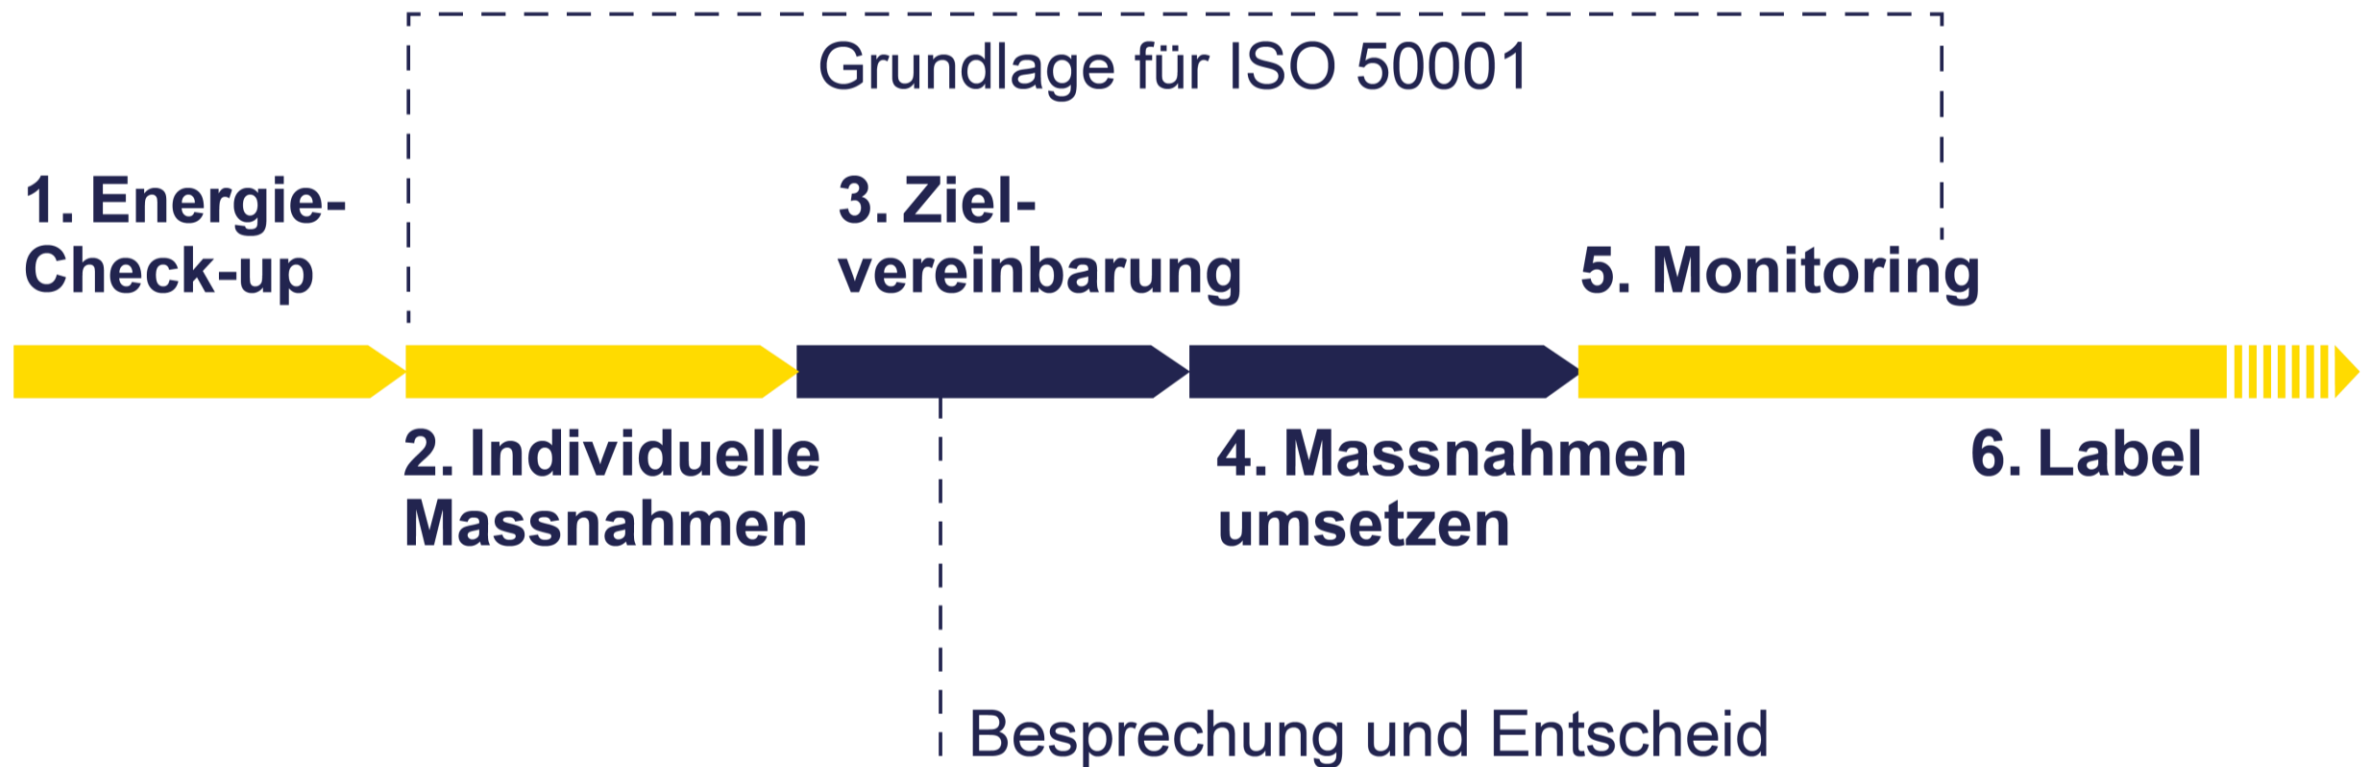 Grundlage für ISO 50001
1. Energie-
Check-up
3. Ziel-
vereinbarung
5. Monitoring
2. Individuelle
Massnahmen
4. Massnahmen
umsetzen
6. Label
Besprechung und Entscheid